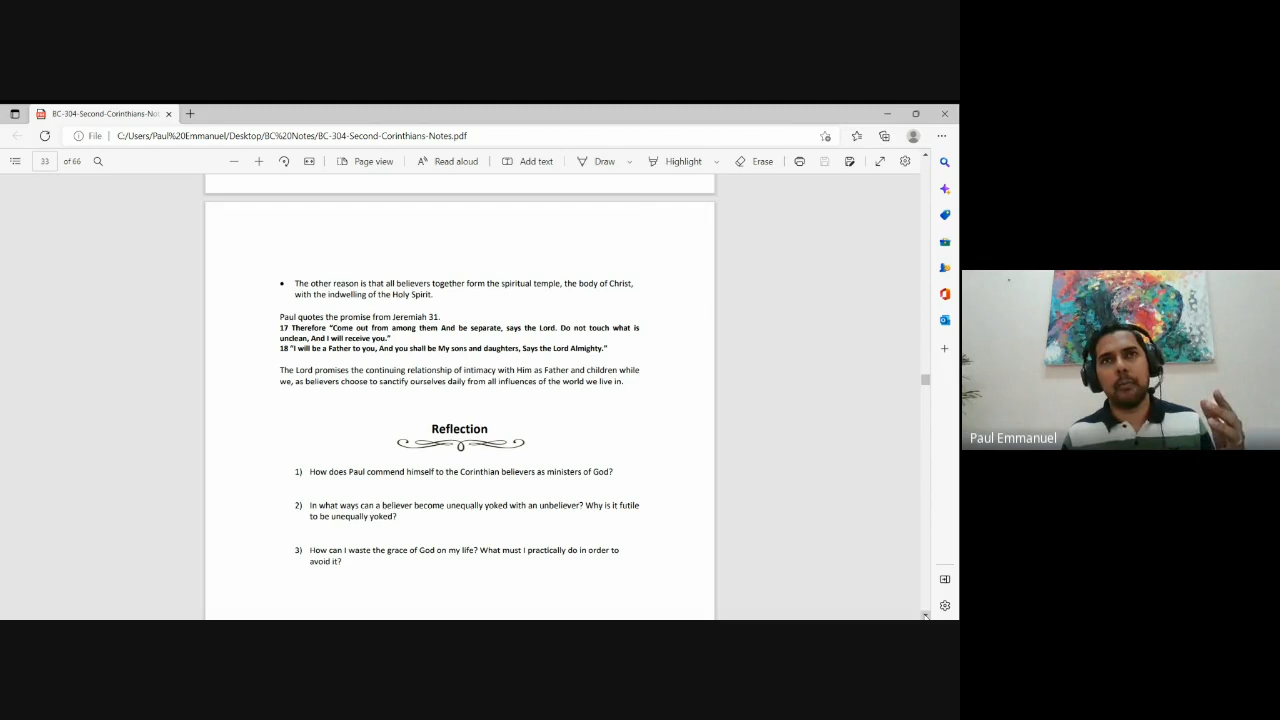 BC-304-Second-Corinthians-Not
File
C:/Users/Paul%20Emmanuel/Desktop/BC%20Notes/BC-304-Second-Corinthians-Notes.pdf
33 of 66
Page view
Read aloud
Add text
Draw
Highlight
Erase
• The other reason is that all believers together form the spiritual temple, the body of Christ,
with the indwelling of the Holy Spirit.
Paul quotes the promise from Jeremiah 31.
17 Therefore “Come out from among them And be separate, says the Lord. Do not touch what is
unclean, And I will receive you.”
18 “I will be a Father to you, And you shall be My sons and daughters, Says the Lord Almighty.”
The Lord promises the continuing relationship of intimacy with Him as Father and children while
we, as believers choose to sanctify ourselves daily from all influences of the world we live in.
Reflection
1) How does Paul commend himself to the Corinthian believers as ministers of God?
2) In what ways can a believer become unequally yoked with an unbeliever? Why is it futile
to be unequally yoked?
3) How can I waste the grace of God on my life? What must I practically do in order to
avoid it?
Paul Emmanuel